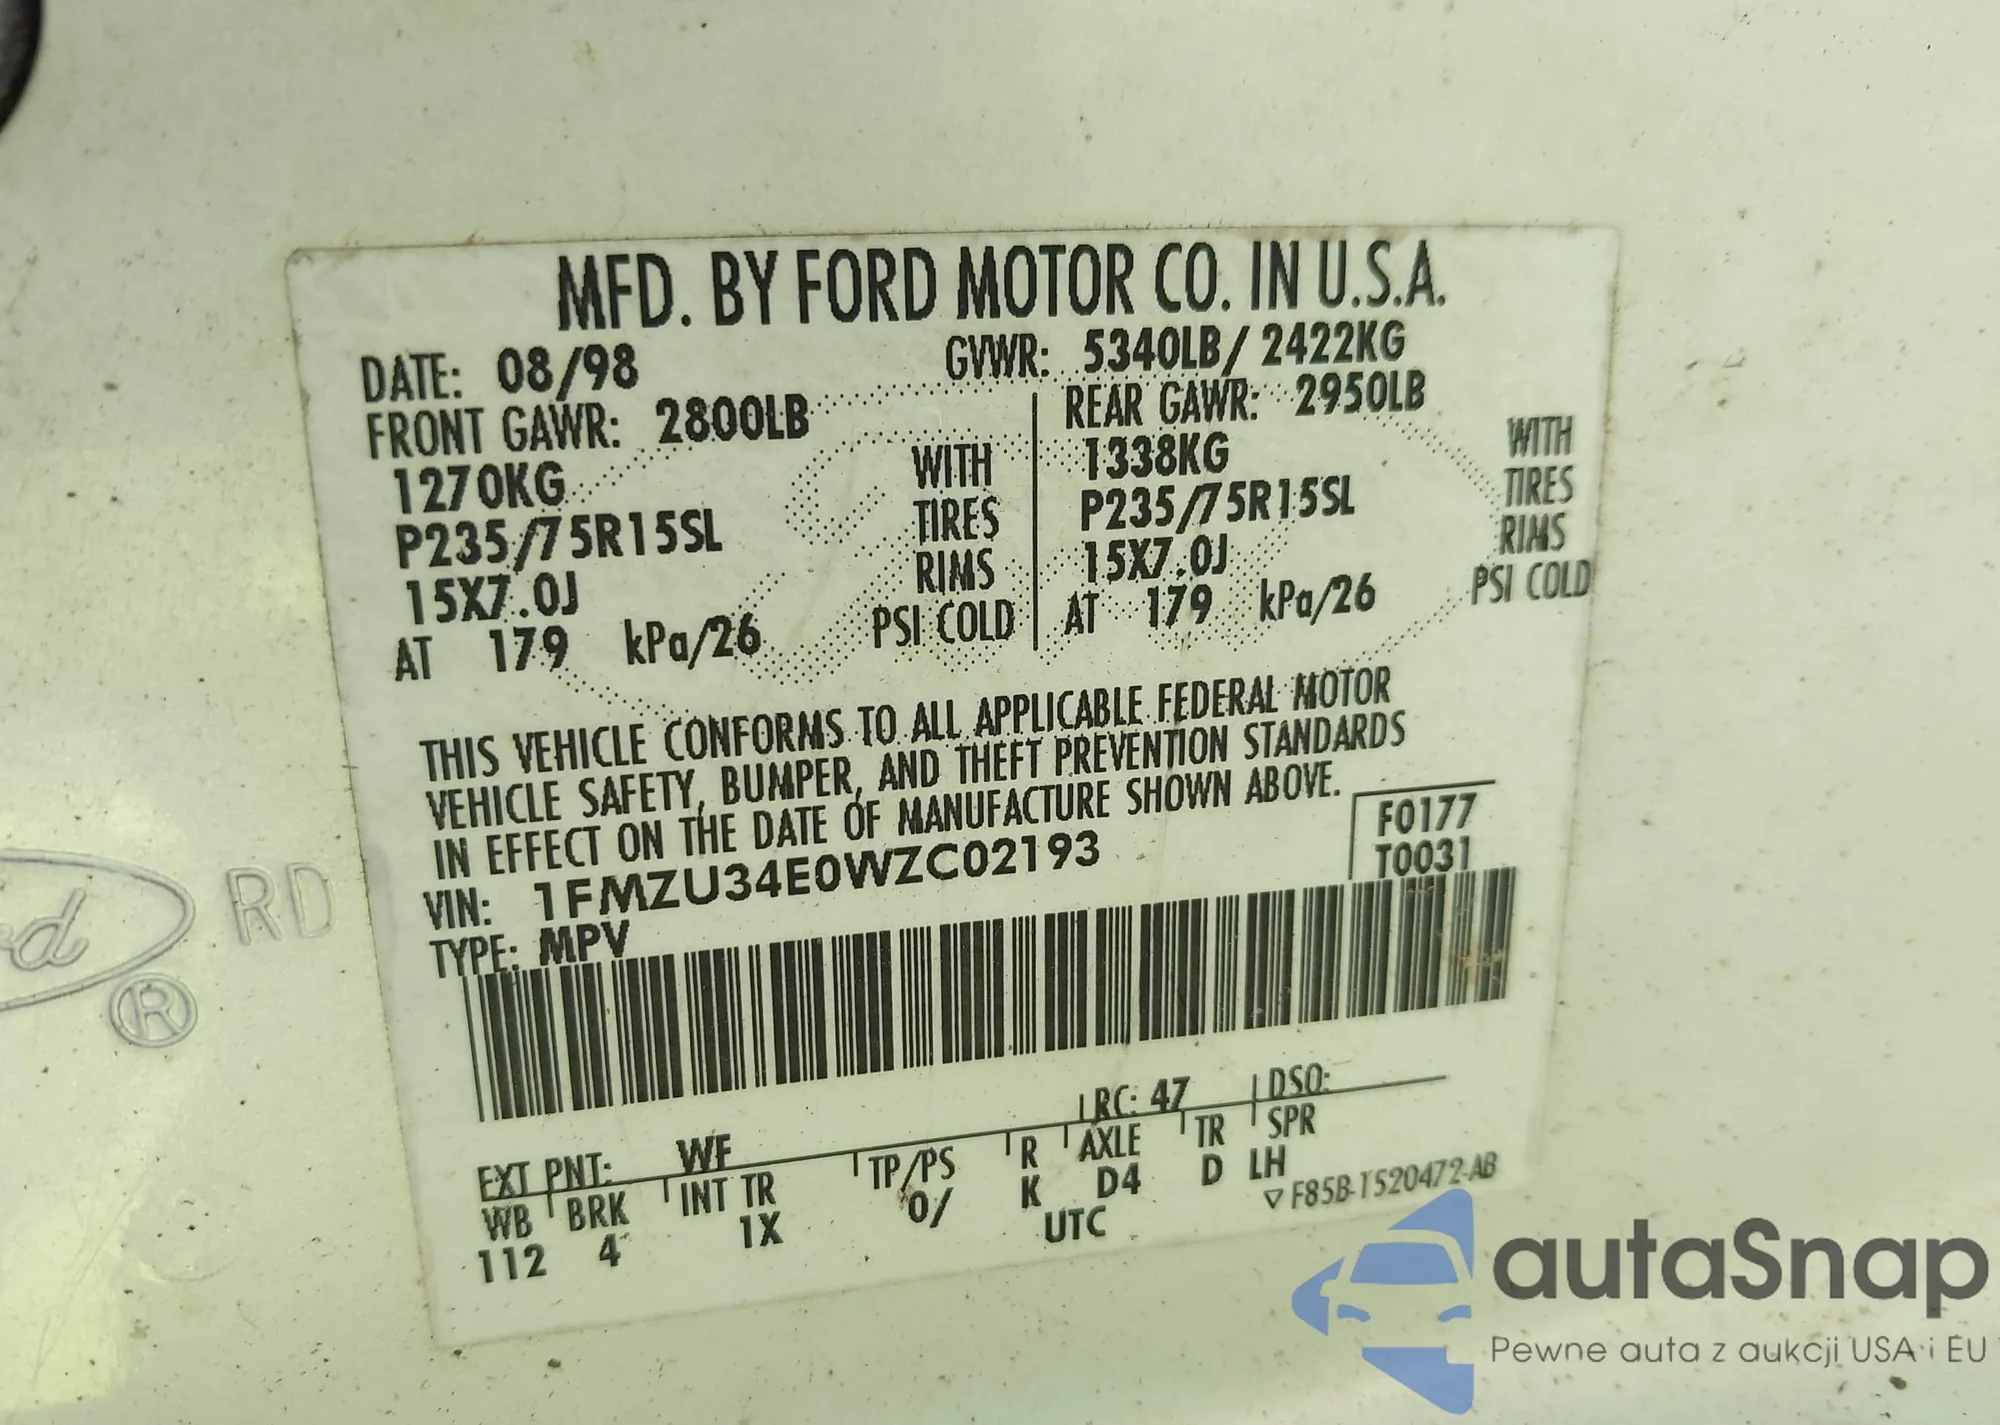 MFD. BY FORD MOTOR CO. IN U.S.A.
DATE: 08/98 GVWR: 5340LB/ 2422KG
FRONT GAWR: 2800LB REAR GAWR: 2950LB
1270KG WITH 1338KG WITH
P235/75R15SL TIRES P235/75R15SL TIRES
15X7.0J RIMS 15X7.0J RIMS
AT 179 kPa/26 PSI COLD AT 179 kPa/26 PSI COLD
THIS VEHICLE CONFORMS TO ALL APPLICABLE FEDERAL MOTOR
VEHICLE SAFETY, BUMPER, AND THEFT PREVENTION STANDARDS
IN EFFECT ON THE DATE OF MANUFACTURE SHOWN ABOVE.
F0177
VIN: 1FMZU34E0WZC02193 T0031
TYPE: MPV
RD
®
EXT PNT: WF RC: 47 DSO:
WB BRK INT TR TP/PS R AXLE TR SPR
112 4 1X 0/ K D4 D LH
UTC ▽F85B-1520472-AB
autaSnap
Pewne auta z aukcji USA i EU